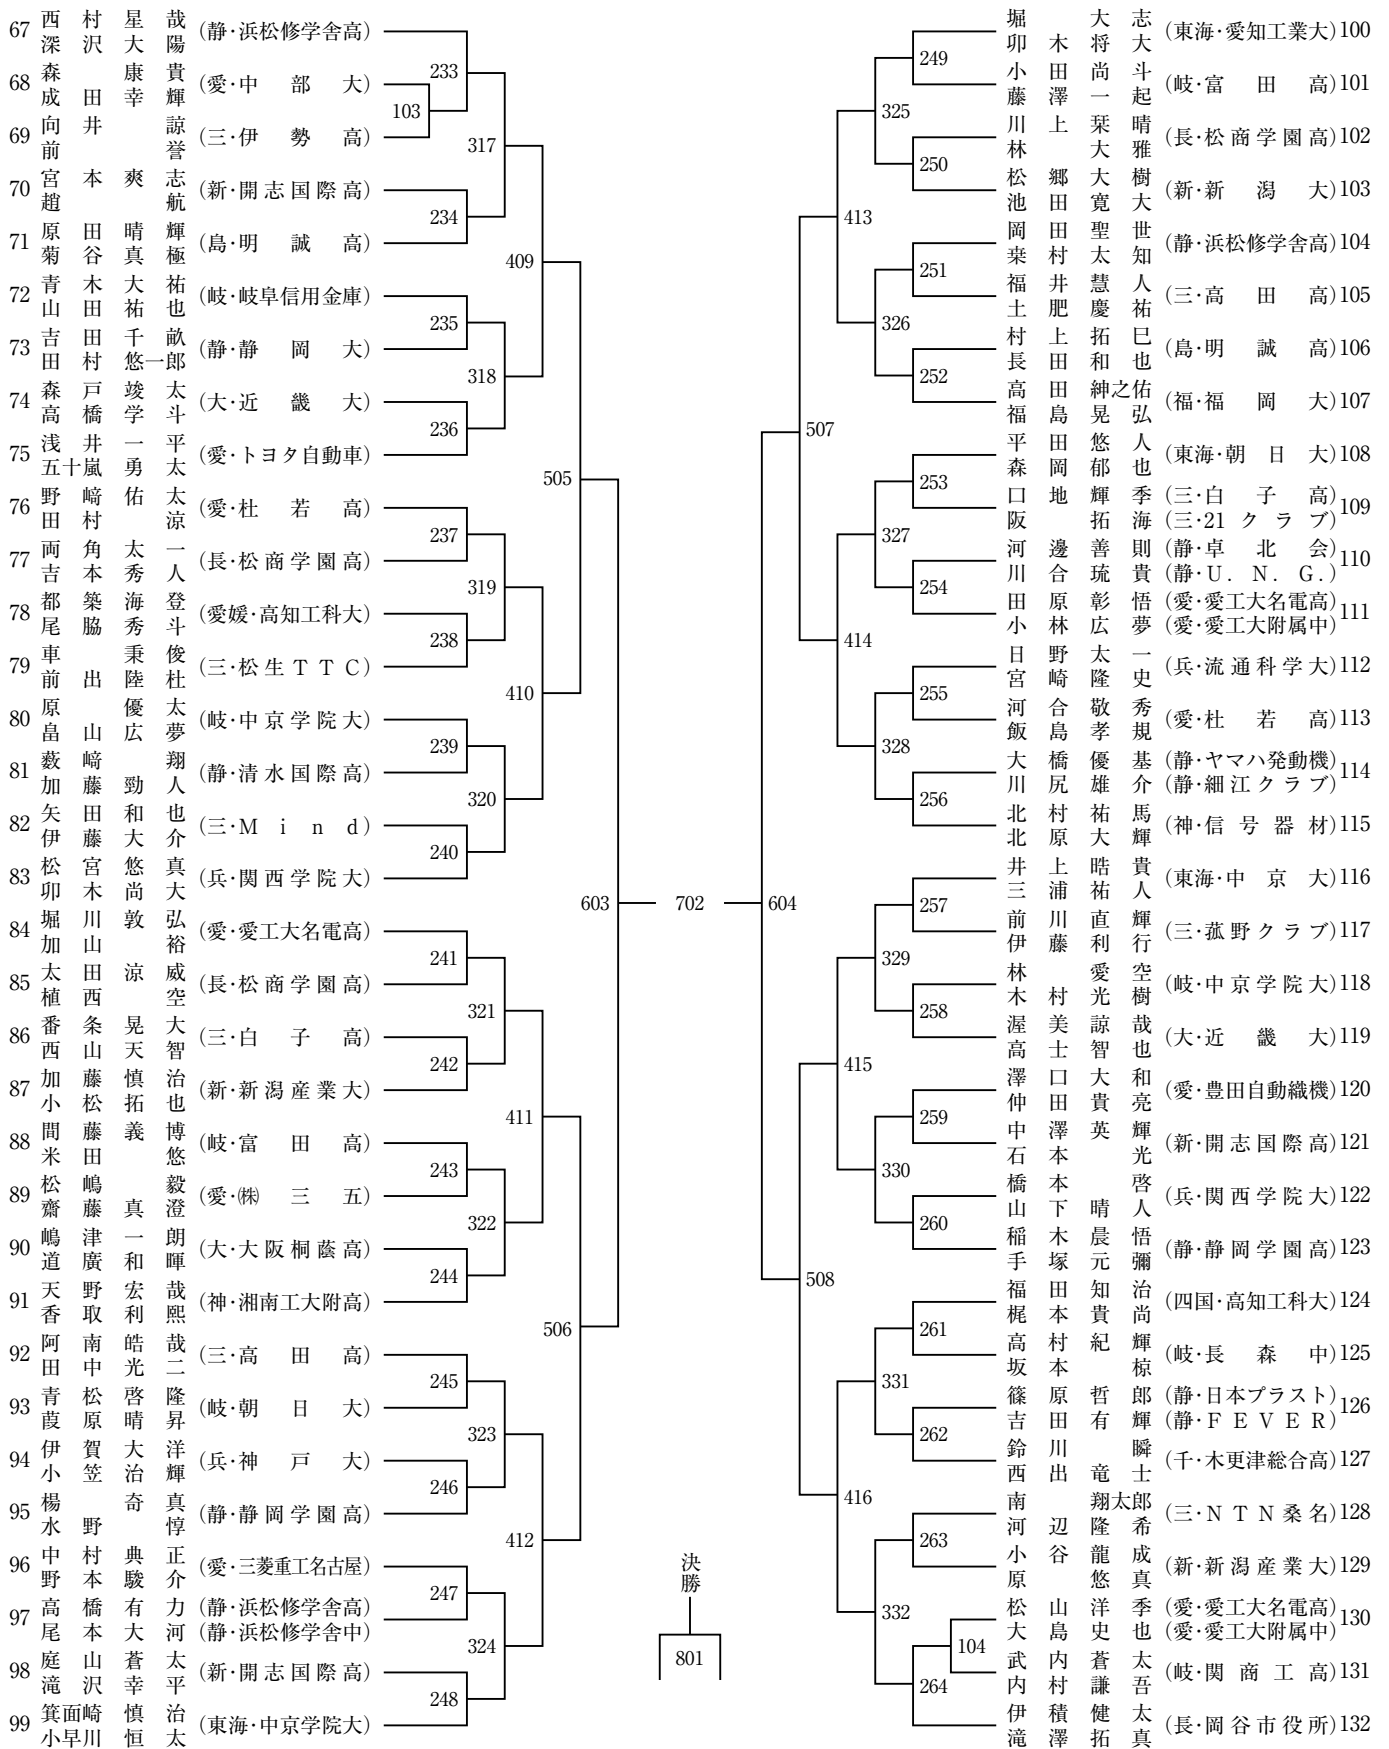 67 西村星哉 深沢大陽 (静·浜松修学舎高)
68 森康貴 成田幸輝 (愛·中部大)
69 向井諒 前誉 (三·伊勢高)
70 宮本爽志 趙航 (新·開志国際高)
71 原田晴輝 菊谷真極 (島·明誠高)
72 青木大祐 山田祐也 (岐·岐阜信用金庫)
73 吉田千畝 田村悠一郎 (静·静岡大)
74 森戸竣太 高橋学斗 (大·近畿大)
75 浅井一平 五十嵐勇太 (愛·トヨタ自動車)
76 野﨑佑太 田村涼 (愛·杜若高)
77 両角太一 吉本秀人 (長·松商学園高)
78 都築海登 尾脇秀斗 (愛媛·高知工科大)
79 車秉俊 前出陸杜 (三·松生TTC)
80 原優太 畠山広夢 (岐·中京学院大)
81 薮﨑翔 加藤勁人 (静·清水国際高)
82 矢田和也 伊藤大介 (三·Mind)
83 松宮悠真 卯木尚大 (兵·関西学院大)
84 堀川敦弘 加山裕 (愛·愛工大名電高)
85 太田涼威 植西空 (長·松商学園高)
86 番条晃大 西山天智 (三·白子高)
87 加藤慎治 小松拓也 (新·新潟産業大)
88 間藤義博 米田悠 (岐·富田高)
89 松嶋毅 齋藤真澄 (愛·㈱三五)
90 嶋津一朗 道廣和暉 (大·大阪桐蔭高)
91 天野宏哉 香取利熙 (神·湘南工大附高)
92 阿南皓哉 田中光二 (三·高田高)
93 青松啓隆 葭原晴昇 (岐·朝日大)
94 伊賀大洋 小笠治輝 (兵·神戸大)
95 楊奇真 水野惇 (静·静岡学園高)
96 中村典正 野本駿介 (愛·三菱重工名古屋)
97 高橋有力 (静·浜松修学舎高) 尾本大河 (静·浜松修学舎中)
98 庭山蒼太 滝沢幸平 (新·開志国際高)
99 箕面崎慎治 小早川恒太 (東海·中京学院大)
103
233
234
235
236
237
238
239
240
241
242
243
244
245
246
247
248
317
318
319
320
321
322
323
324
409
410
411
412
505
506
603
702
604
決勝
801
507
508
413
414
415
416
325
326
327
328
329
330
331
332
249
250
251
252
253
254
255
256
257
258
259
260
261
262
263
264
104
堀大志 卯木将大 (東海·愛知工業大) 100
小田尚斗 藤澤一起 (岐·富田高) 101
川上栞晴 林大雅 (長·松商学園高) 102
松郷大樹 池田寛大 (新·新潟大) 103
岡田聖世 桒村太知 (静·浜松修学舎高) 104
福井慧人 土肥慶祐 (三·高田高) 105
村上拓巳 長田和也 (島·明誠高) 106
高田紳之佑 福島晃弘 (福·福岡大) 107
平田悠人 森岡郁也 (東海·朝日大) 108
口地輝季 (三·白子高) 阪拓海 (三·21クラブ) 109
河邊善則 (静·卓北会) 川合琉貴 (静·U.N.G.) 110
田原彰悟 (愛·愛工大名電高) 小林広夢 (愛·愛工大附属中) 111
日野太一 宮崎隆史 (兵·流通科学大) 112
河合敬秀 飯島孝規 (愛·杜若高) 113
大橋優基 (静·ヤマハ発動機) 川尻雄介 (静·細江クラブ) 114
北村祐馬 北原大輝 (神·信号器材) 115
井上晧貴 三浦祐人 (東海·中京大) 116
前川直輝 伊藤利行 (三·菰野クラブ) 117
林愛空 木村光樹 (岐·中京学院大) 118
渥美諒哉 高士智也 (大·近畿大) 119
澤口大和 仲田貴亮 (愛·豊田自動織機) 120
中澤英輝 石本光 (新·開志国際高) 121
橋本啓 山下晴人 (兵·関西学院大) 122
稲木晨悟 手塚元彌 (静·静岡学園高) 123
福田知治 梶本貴尚 (四国·高知工科大) 124
高村紀輝 坂本椋 (岐·長森中) 125
篠原哲郎 (静·日本プラスト) 吉田有輝 (静·FEVER) 126
鈴川瞬 西出竜士 (千·木更津総合高) 127
南翔太郎 河辺隆希 (三·NTN桑名) 128
小谷龍成 原悠真 (新·新潟産業大) 129
松山洋季 (愛·愛工大名電高) 大島史也 (愛·愛工大附属中) 130
武内蒼太 内村謙吾 (岐·関商工高) 131
伊積健太 滝澤拓真 (長·岡谷市役所) 132